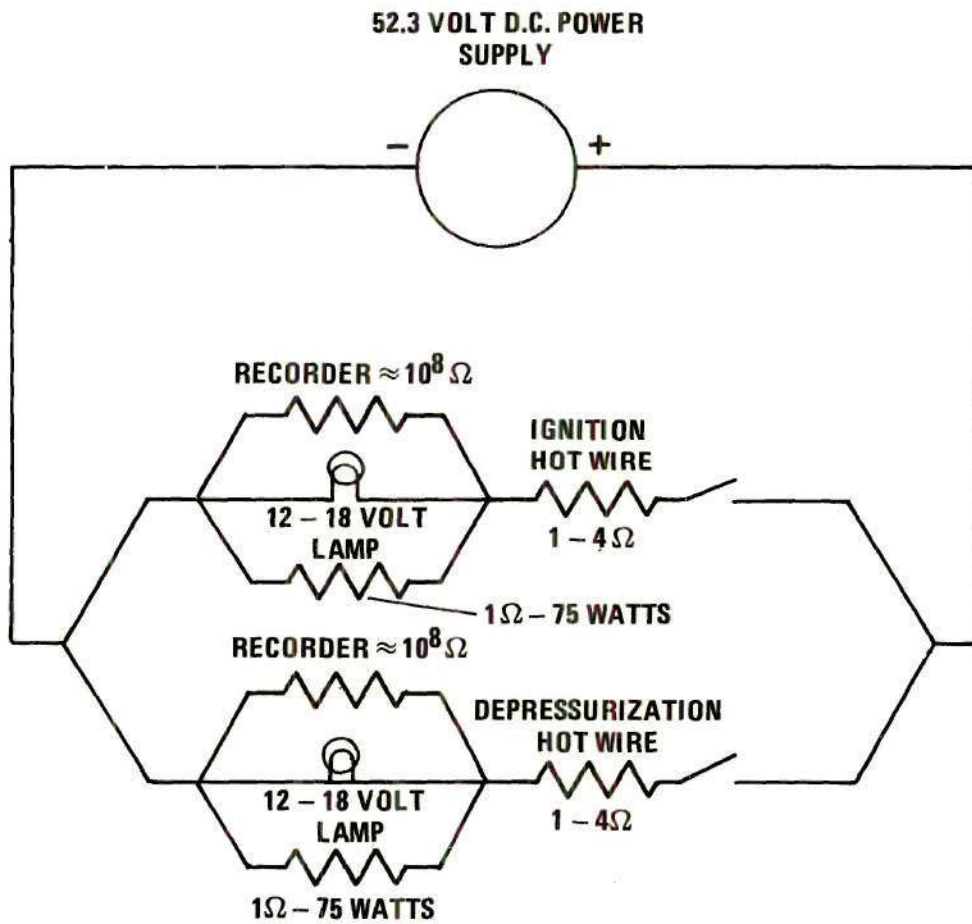 52.3 VOLT D.C. POWER
SUPPLY
− +
RECORDER ≈ 10⁸ Ω
IGNITION
HOT WIRE
12 – 18 VOLT
LAMP
1 – 4 Ω
1Ω – 75 WATTS
RECORDER ≈ 10⁸ Ω
DEPRESSURIZATION
HOT WIRE
12 – 18 VOLT
LAMP
1 – 4Ω
1Ω – 75 WATTS